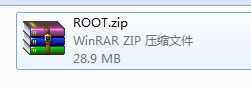 ROOT.zip
WinRAR ZIP 压缩文件
28.9 MB